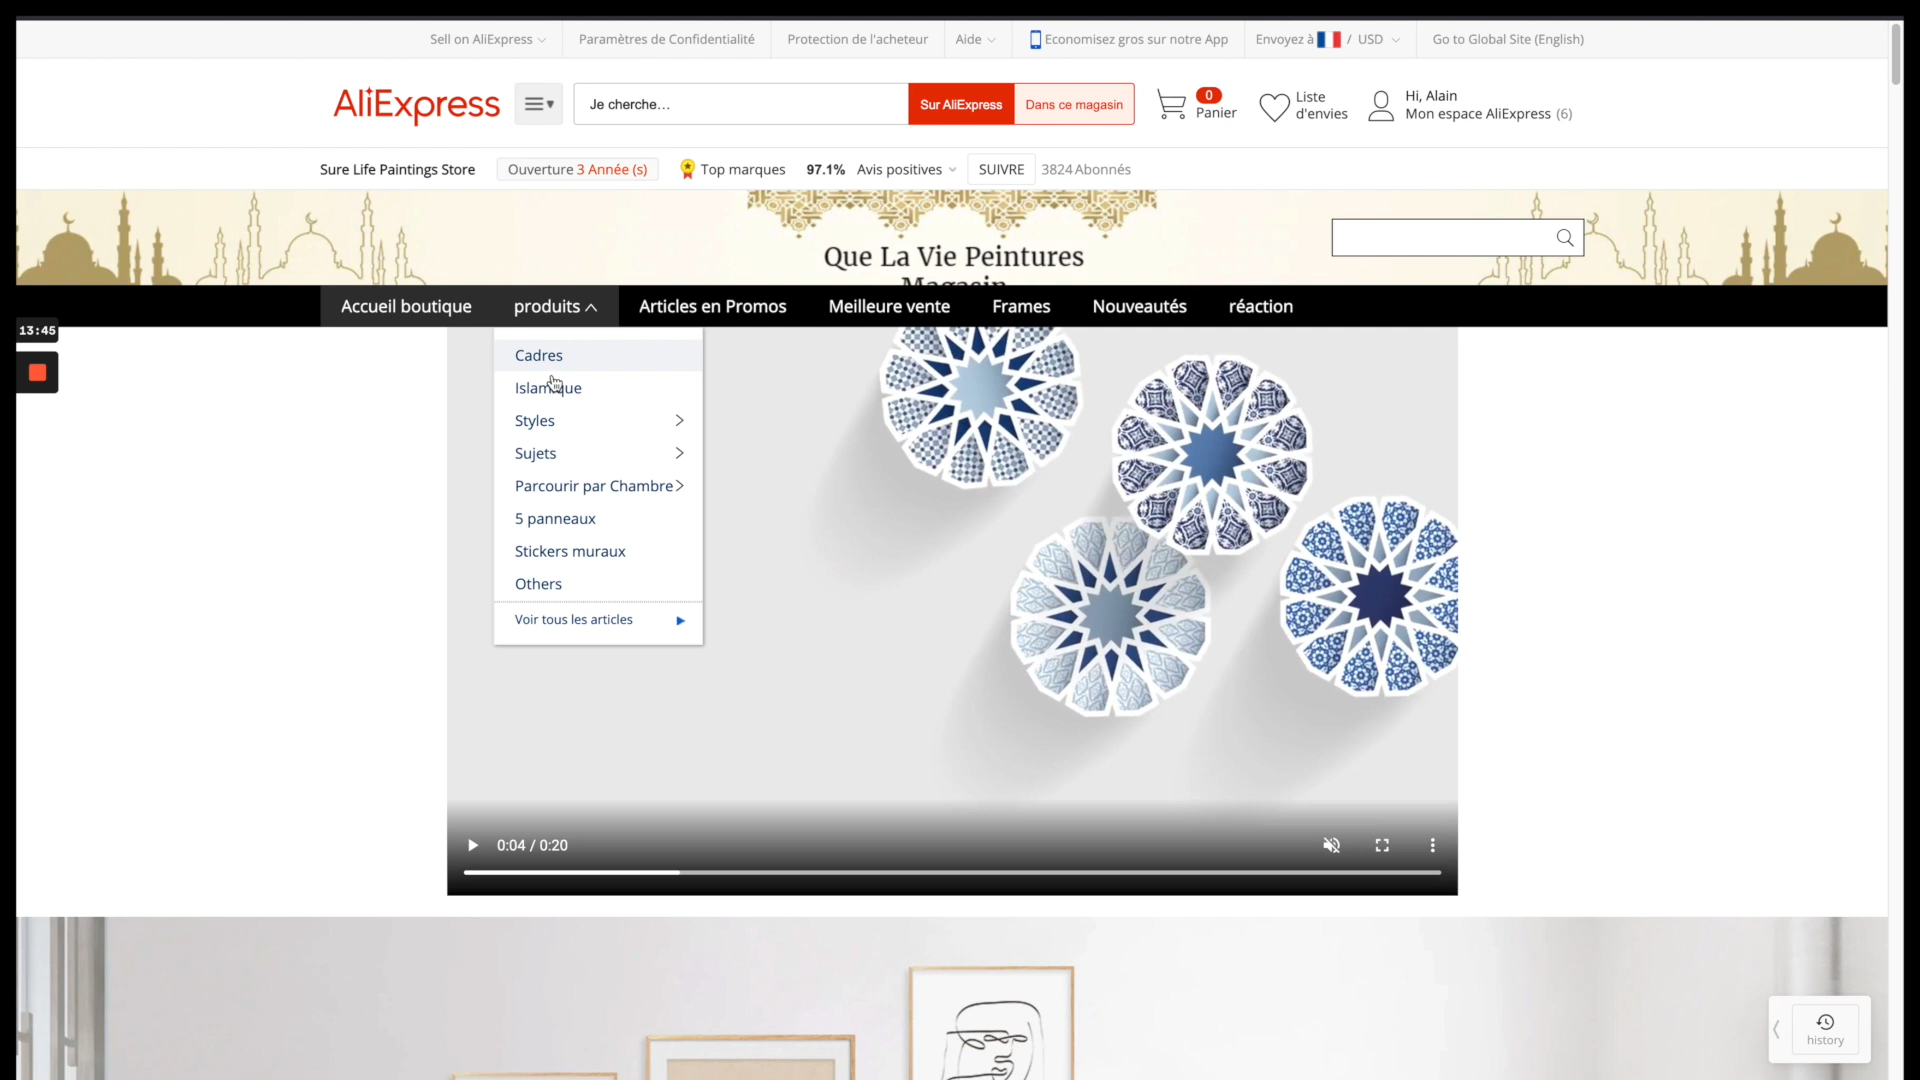 Sell on AliExpress
Paramètres de Confidentialité
Protection de l'acheteur
Aide
Economisez gros sur notre App
Envoyez à / USD
Go to Global Site (English)
AliExpress
Je cherche...
Sur AliExpress
Dans ce magasin
0
Panier
Liste
d'envies
Hi, Alain
Mon espace AliExpress (6)
Sure Life Paintings Store
Ouverture 3 Année (s)
Top marques
97.1% Avis positives
SUIVRE
3824 Abonnés
Que La Vie Peintures
Magasin
Accueil boutique
produits
Articles en Promos
Meilleure vente
Frames
Nouveautés
réaction
13:45
Cadres
Islamique
Styles
Sujets
Parcourir par Chambre
5 panneaux
Stickers muraux
Others
Voir tous les articles
0:04 / 0:20
history